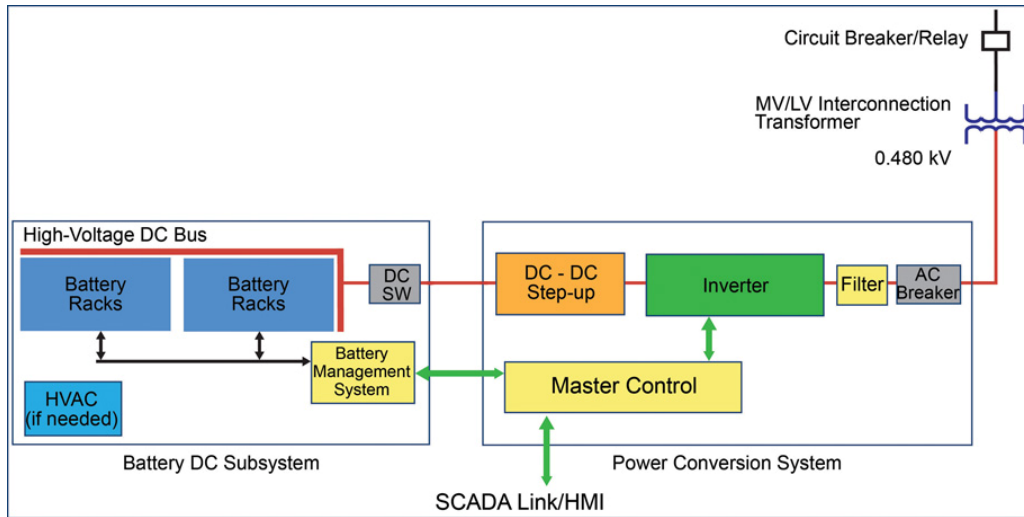 Circuit Breaker/Relay
MV/LV Interconnection
Transformer
0.480 kV
High-Voltage DC Bus
Battery
Racks
Battery
Racks
DC
SW
DC - DC
Step-up
Inverter
Filter
AC
Breaker
Battery
Management
System
Master Control
HVAC
(if needed)
Battery DC Subsystem
Power Conversion System
SCADA Link/HMI